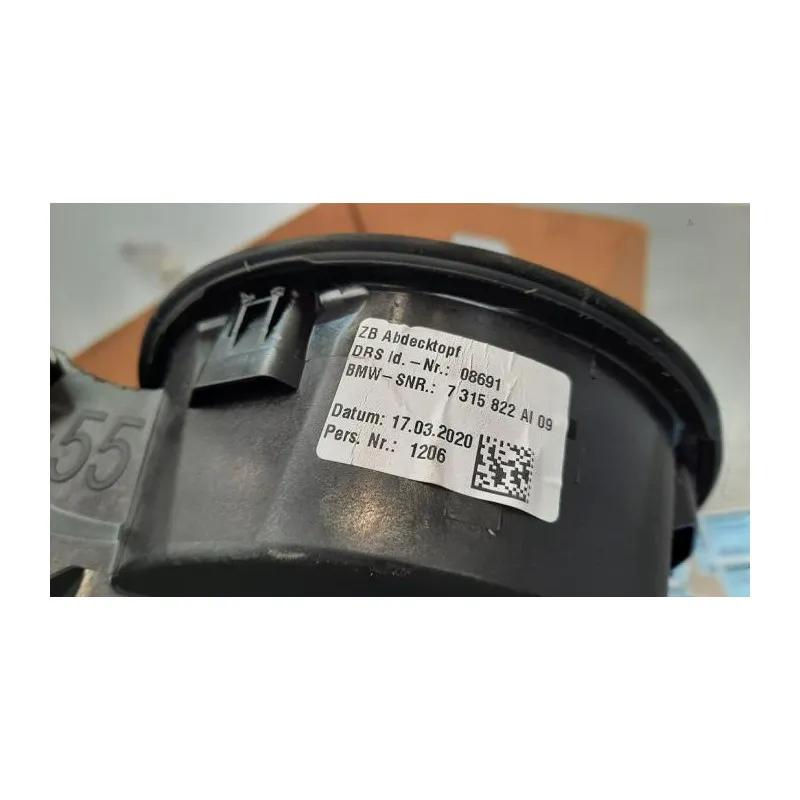 ZB Abdecktopf
DRS Id.-Nr.: 08691
BMW-SNR.: 7 315 822 AI 09
Datum: 17.03.2020
Pers. Nr.: 1206
55